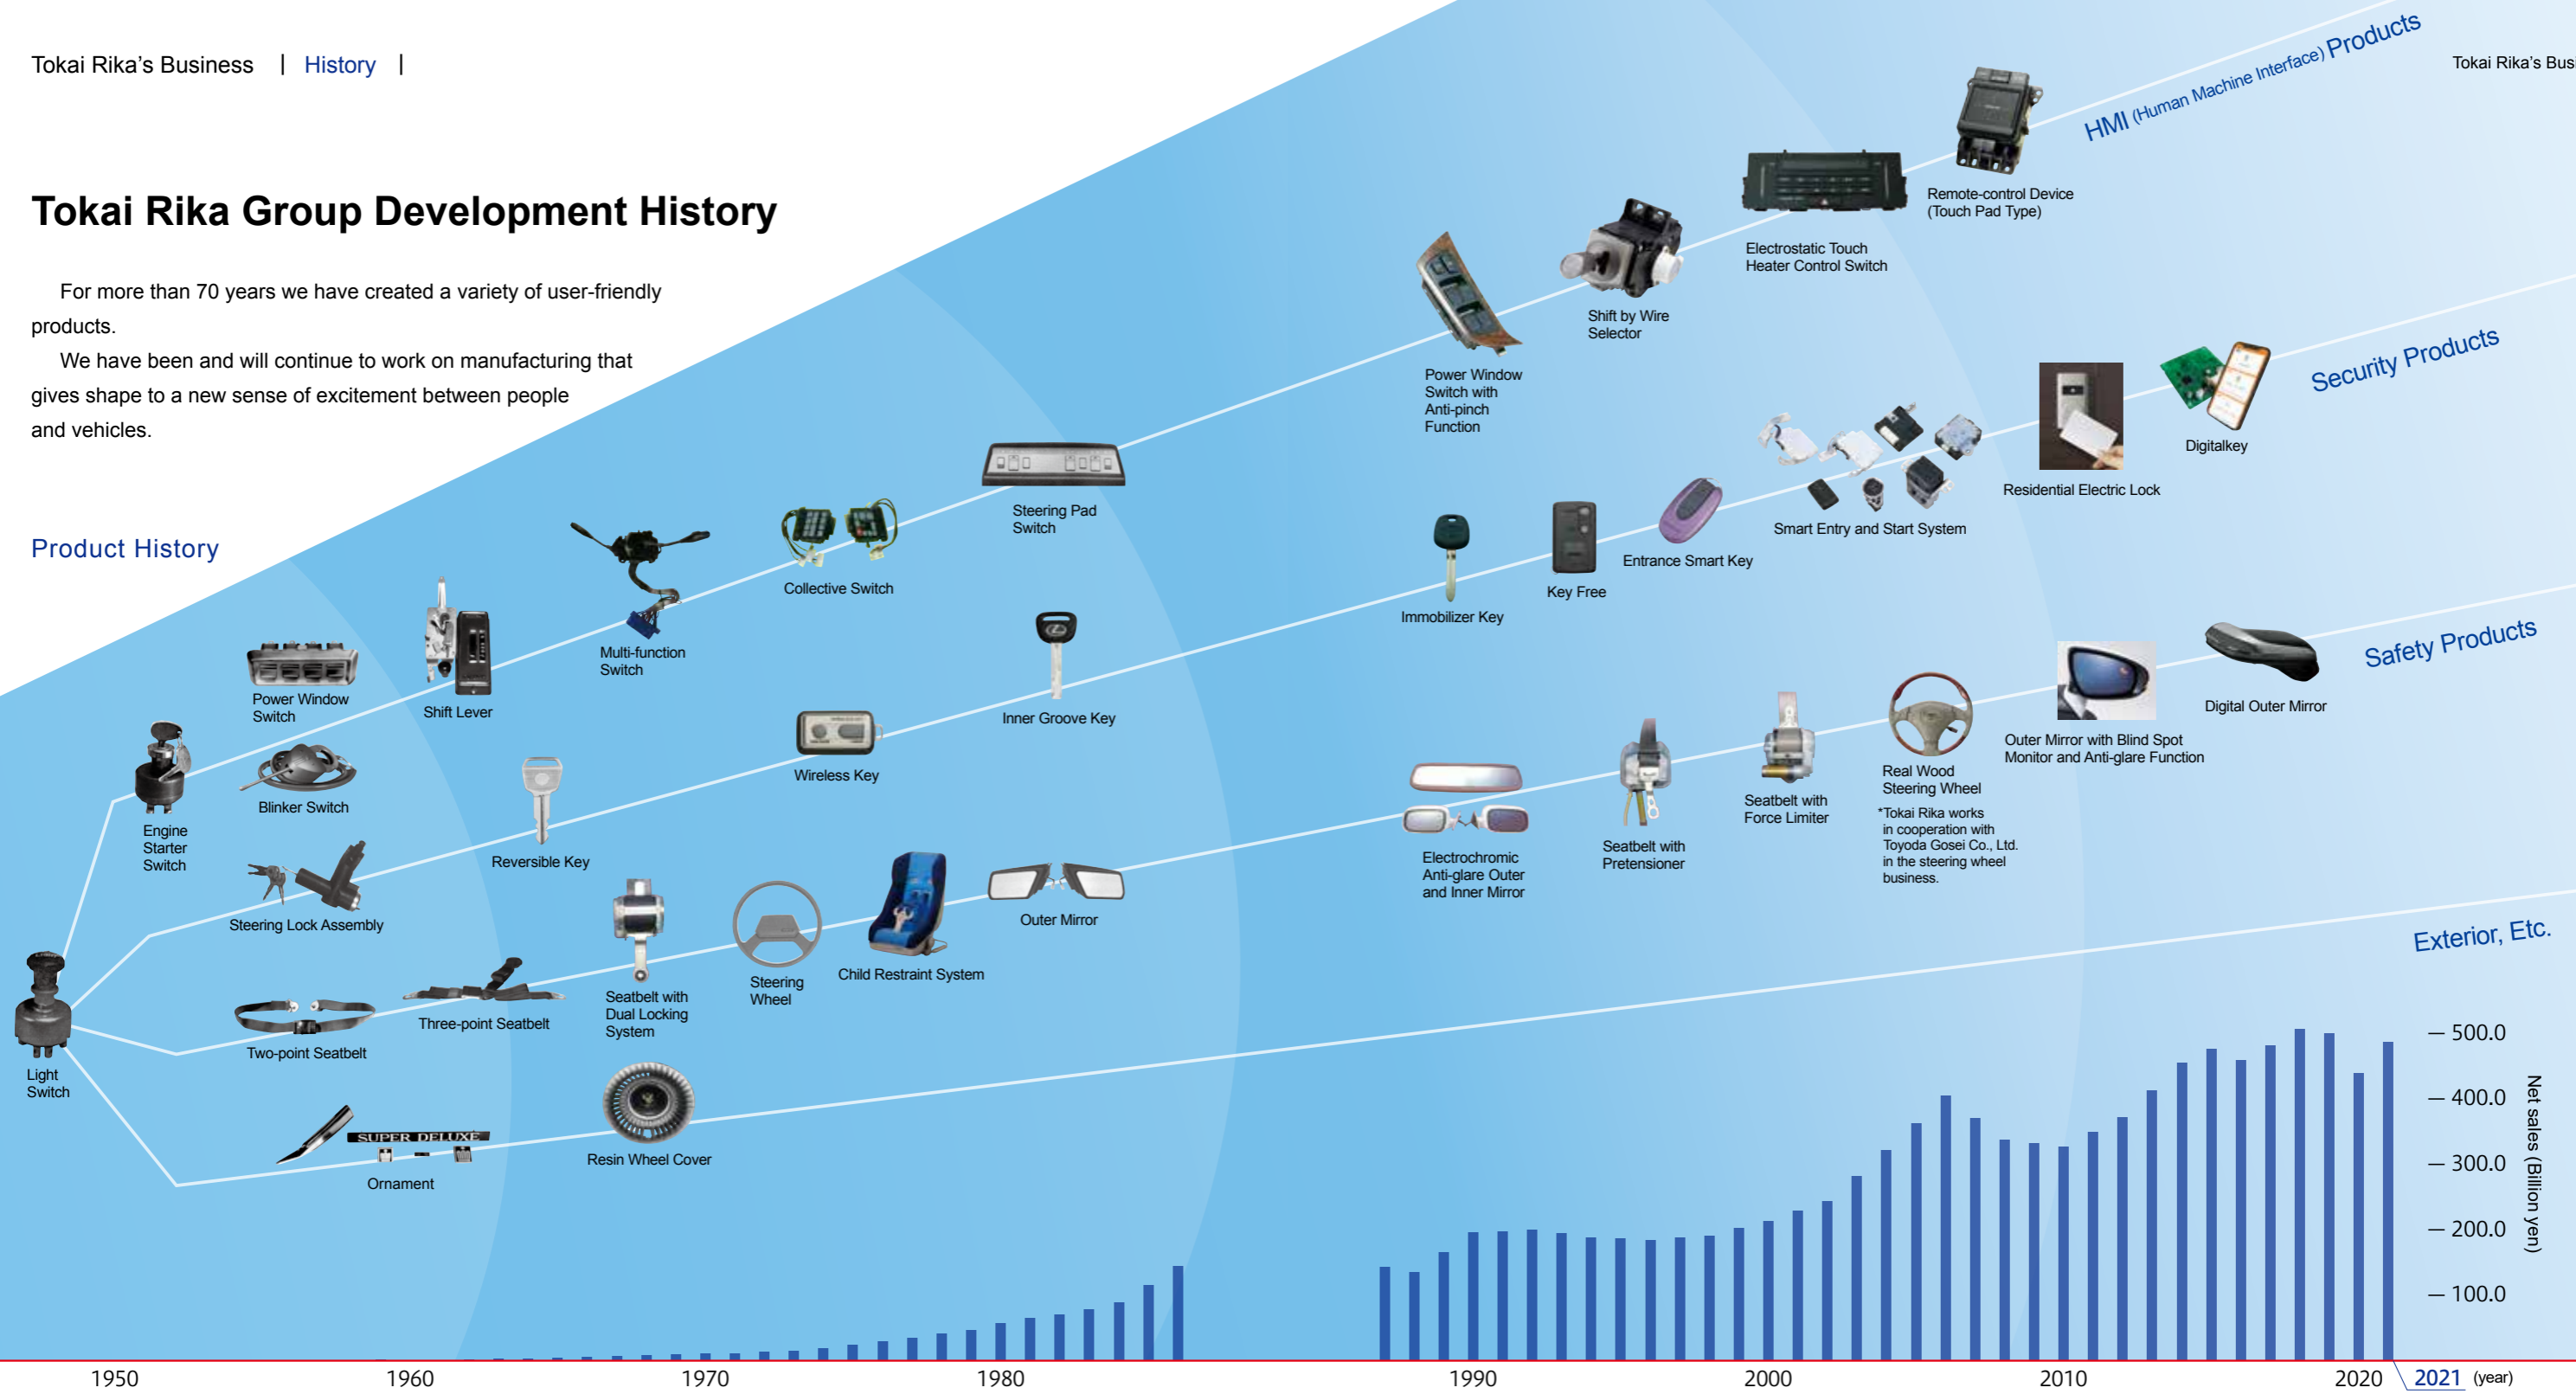 Tokai Rika's Business | History |
Tokai Rika's Busi
Tokai Rika Group Development History
For more than 70 years we have created a variety of user-friendly
products.
We have been and will continue to work on manufacturing that
gives shape to a new sense of excitement between people
and vehicles.
Product History
HMI (Human Machine Interface) Products
Remote-control Device
(Touch Pad Type)
Electrostatic Touch
Heater Control Switch
Shift by Wire
Selector
Power Window
Switch with
Anti-pinch
Function
Steering Pad
Switch
Collective Switch
Multi-function
Switch
Shift Lever
Power Window
Switch
Blinker Switch
Engine
Starter
Switch
Security Products
Digitalkey
Residential Electric Lock
Smart Entry and Start System
Entrance Smart Key
Key Free
Immobilizer Key
Inner Groove Key
Wireless Key
Reversible Key
Steering Lock Assembly
Safety Products
Digital Outer Mirror
Outer Mirror with Blind Spot
Monitor and Anti-glare Function
Real Wood
Steering Wheel
*Tokai Rika works
in cooperation with
Toyoda Gosei Co., Ltd.
in the steering wheel
business.
Seatbelt with
Force Limiter
Seatbelt with
Pretensioner
Electrochromic
Anti-glare Outer
and Inner Mirror
Outer Mirror
Child Restraint System
Steering
Wheel
Seatbelt with
Dual Locking
System
Three-point Seatbelt
Two-point Seatbelt
Light
Switch
Exterior, Etc.
SUPER DELUXE
Ornament
Resin Wheel Cover
500.0
400.0
300.0
200.0
100.0
Net sales (Billion yen)
1950 1960 1970 1980 1990 2000 2010 2020 2021 (year)